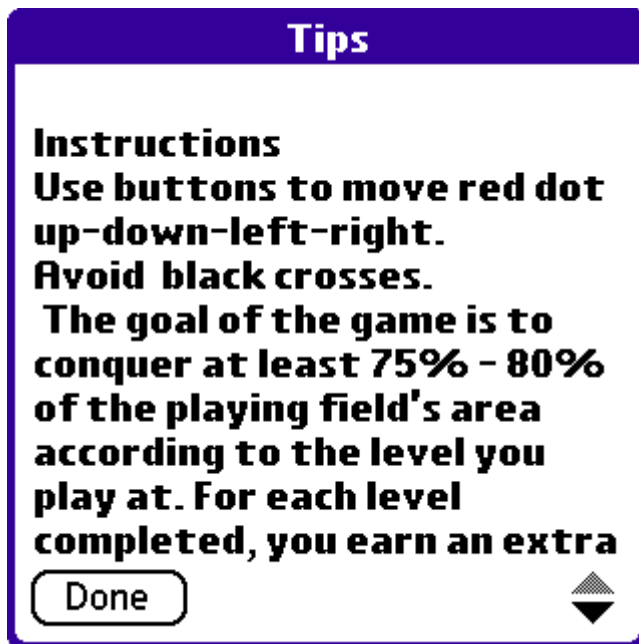 Tips
Instructions
Use buttons to move red dot
up-down-left-right.
Avoid  black crosses.
 The goal of the game is to
conquer at least 75% - 80%
of the playing field's area
according to the level you
play at. For each level
completed, you earn an extra
Done